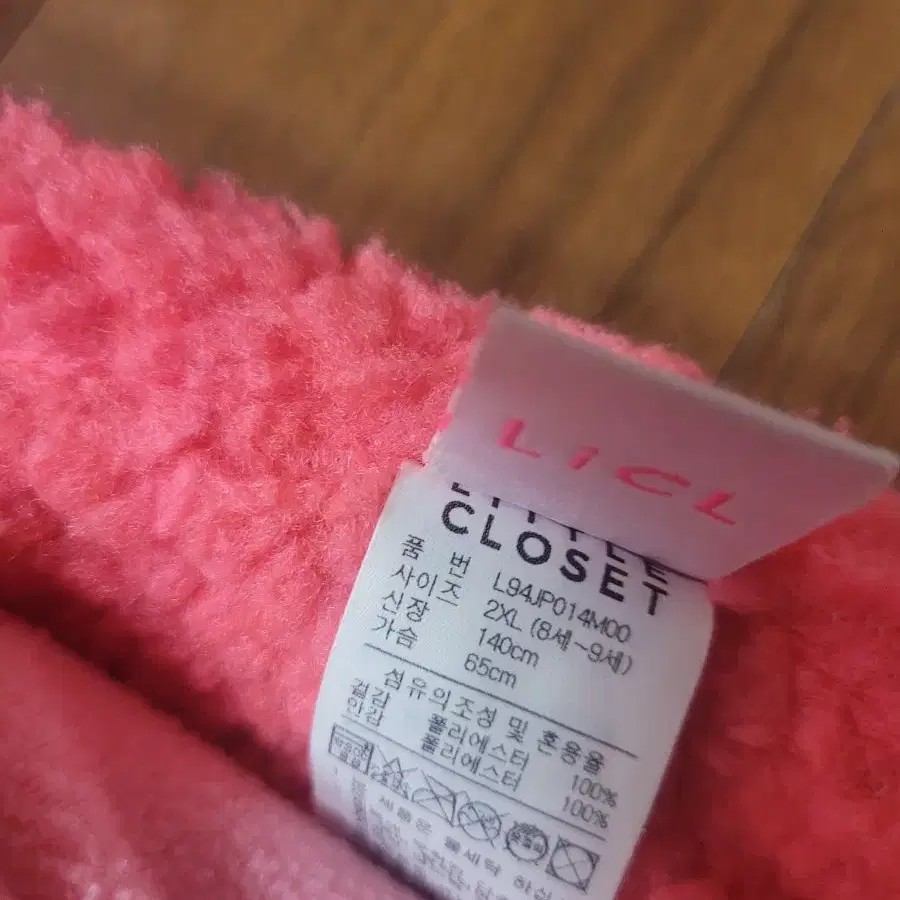 LiCL
CLOSET
품 번 L94JP014M00
사이즈 2XL (8세~9세)
신장 140cm
가슴 65cm
섬유의조성 및 혼용율
겉감 폴리에스터 100%
안감 폴리에스터 100%